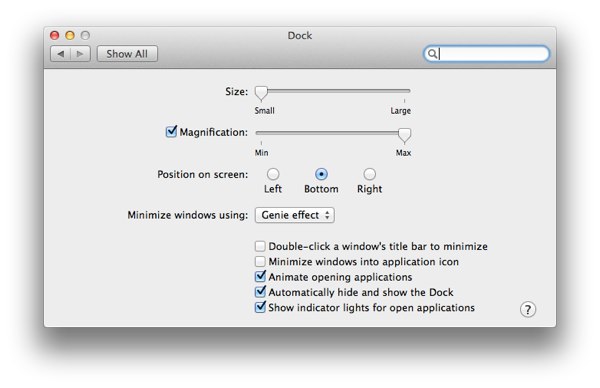 Dock
Show All
Size:
Small Large
Magnification:
Min Max
Position on screen:
Left Bottom Right
Minimize windows using: Genie effect
Double-click a window's title bar to minimize
Minimize windows into application icon
Animate opening applications
Automatically hide and show the Dock
Show indicator lights for open applications
?